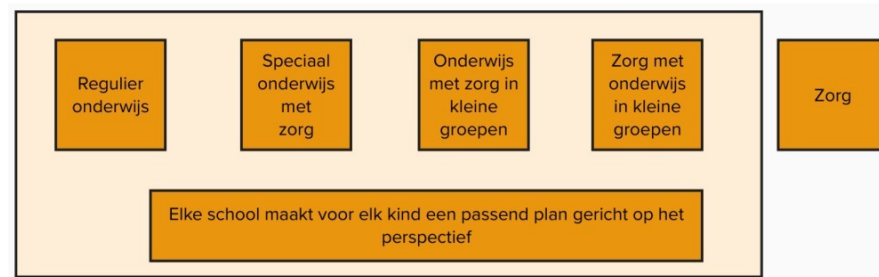 Regulier
onderwijs
Speciaal
onderwijs
met
zorg
Onderwijs
met zorg in
kleine
groepen
Zorg met
onderwijs
in kleine
groepen
Zorg
Elke school maakt voor elk kind een passend plan gericht op het
perspectief